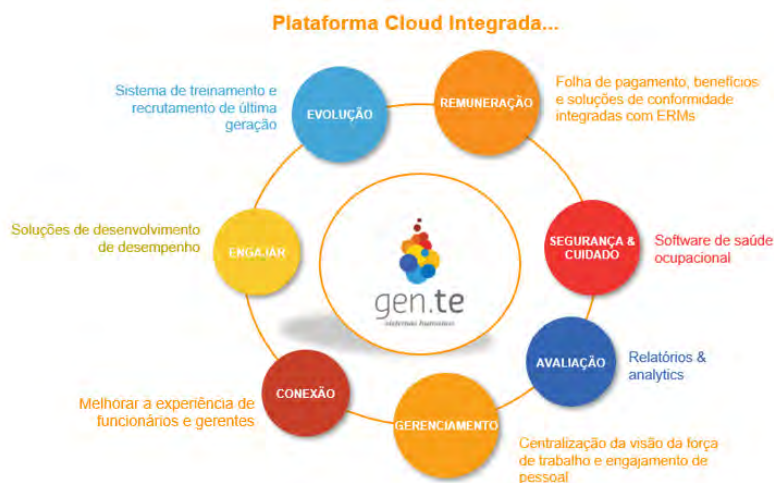 Plataforma Cloud Integrada...
Sistema de treinamento e
recrutamento de última
geração
EVOLUÇÃO
REMUNERAÇÃO
Folha de pagamento, benefícios
e soluções de conformidade
integradas com ERMs
Soluções de desenvolvimento
de desempenho
ENGAJAR
SEGURANÇA &
CUIDADO
Software de saúde
ocupacional
gen.te
sistemas humanos
AVALIAÇÃO
Relatórios &
analytics
CONEXÃO
Melhorar a experiência de
funcionários e gerentes
GERENCIAMENTO
Centralização da visão da força
de trabalho e engajamento de
pessoal